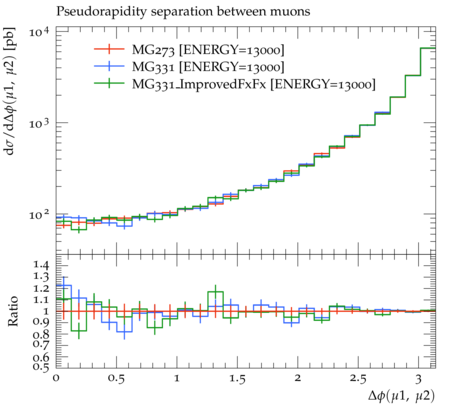 Pseudorapidity separation between muons
dσ/dΔϕ(μ1, μ2) [pb]
10⁴
10³
10²
MG273 [ENERGY=13000]
MG331 [ENERGY=13000]
MG331_ImprovedFxFx [ENERGY=13000]
Ratio
1.4
1.3
1.2
1.1
1
0.9
0.8
0.7
0.6
0.5
0 0.5 1 1.5 2 2.5 3
Δϕ(μ1, μ2)